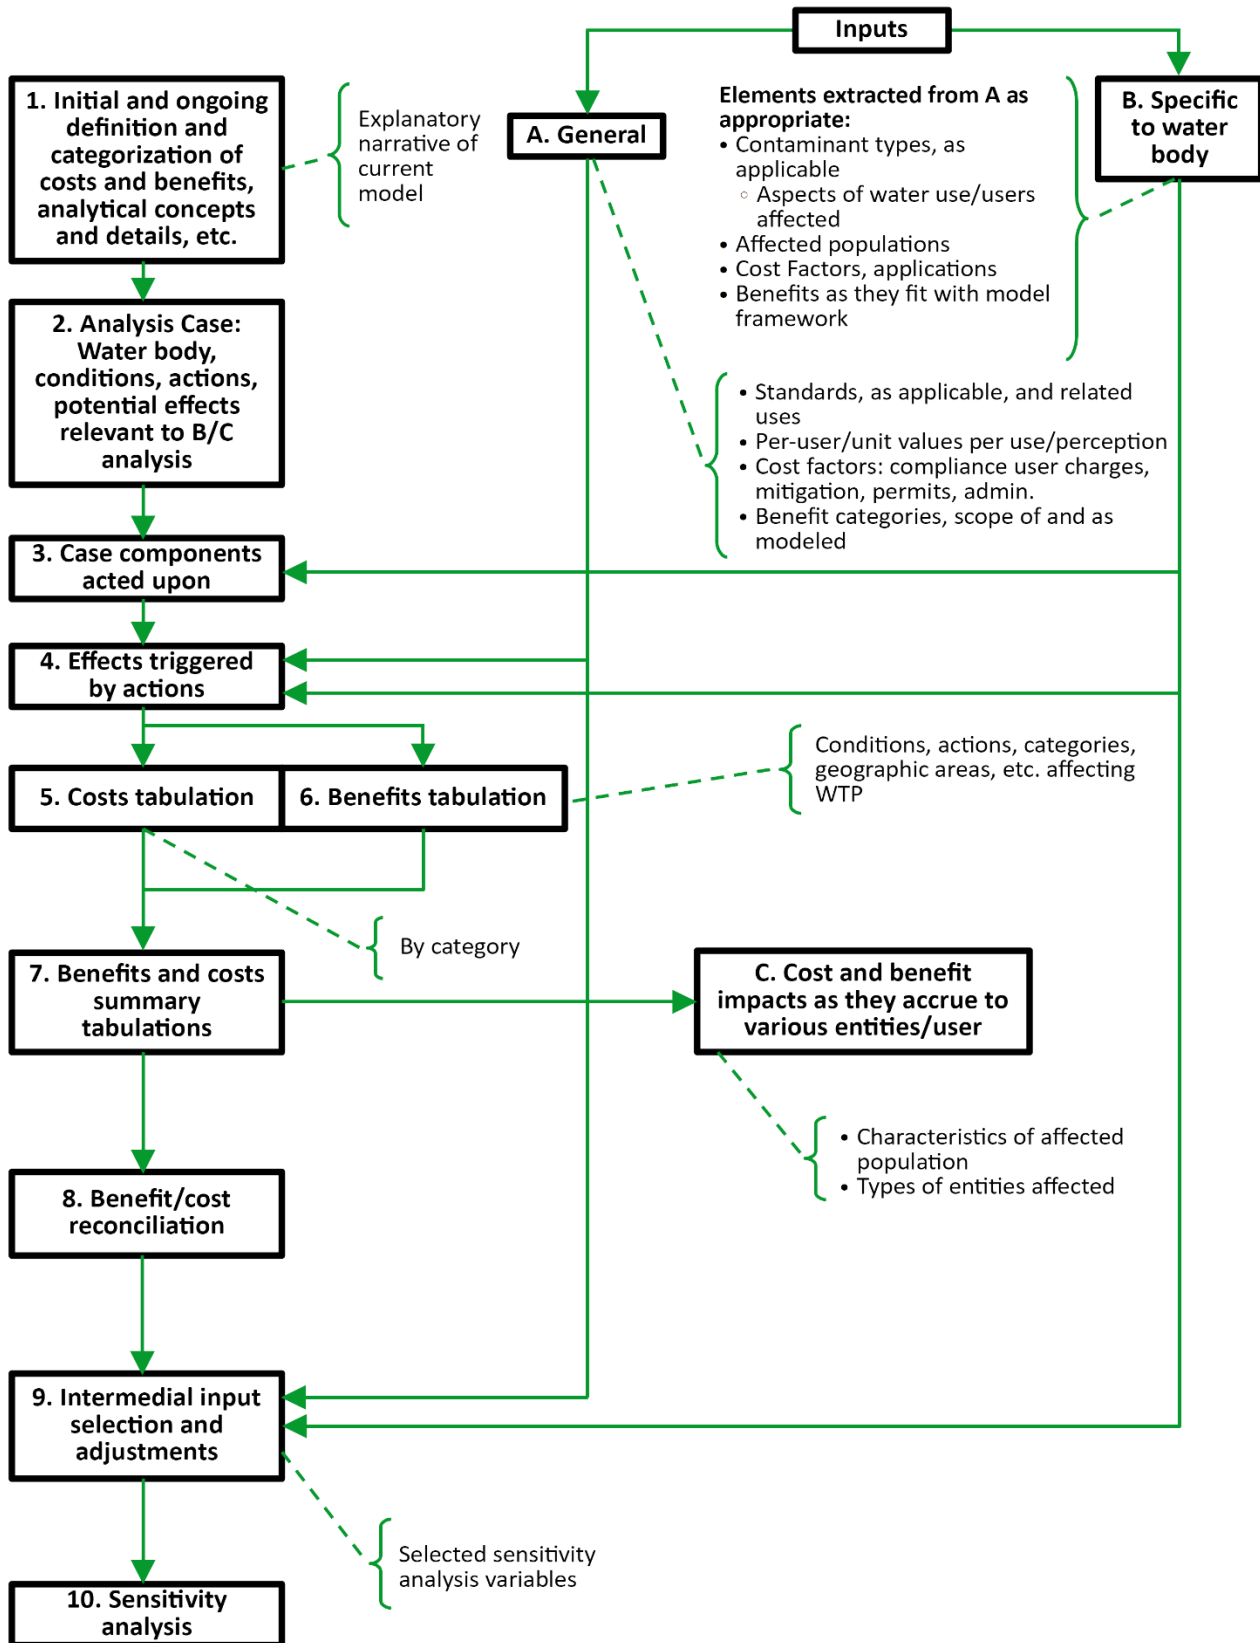 Inputs
1. Initial and ongoing
definition and
categorization of
costs and benefits,
analytical concepts
and details, etc.
Explanatory
narrative of
current
model
A. General
Elements extracted from A as
appropriate:
• Contaminant types, as
applicable
◦ Aspects of water use/users
affected
• Affected populations
• Cost Factors, applications
• Benefits as they fit with model
framework
B. Specific
to water
body
2. Analysis Case:
Water body,
conditions, actions,
potential effects
relevant to B/C
analysis
• Standards, as applicable, and related
uses
• Per-user/unit values per use/perception
• Cost factors: compliance user charges,
mitigation, permits, admin.
• Benefit categories, scope of and as
modeled
3. Case components
acted upon
4. Effects triggered
by actions
5. Costs tabulation
6. Benefits tabulation
Conditions, actions, categories,
geographic areas, etc. affecting
WTP
By category
7. Benefits and costs
summary
tabulations
C. Cost and benefit
impacts as they accrue to
various entities/user
• Characteristics of affected
population
• Types of entities affected
8. Benefit/cost
reconciliation
9. Intermedial input
selection and
adjustments
Selected sensitivity
analysis variables
10. Sensitivity
analysis